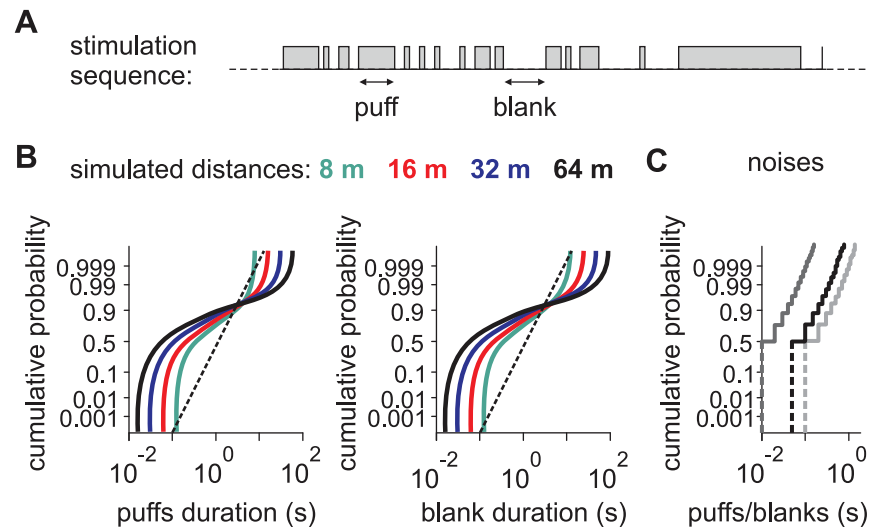 A
stimulation
sequence:
puff
blank
B
simulated distances: 8 m 16 m 32 m 64 m
C
noises
cumulative probability
0.999
0.99
0.9
0.5
0.1
0.01
0.001
10-2
100
102
puffs duration (s)
cumulative probability
0.999
0.99
0.9
0.5
0.1
0.01
0.001
10-2
100
102
blank duration (s)
cumulative probability
0.999
0.99
0.9
0.5
0.1
0.01
0.001
10-2
100
puffs/blanks (s)